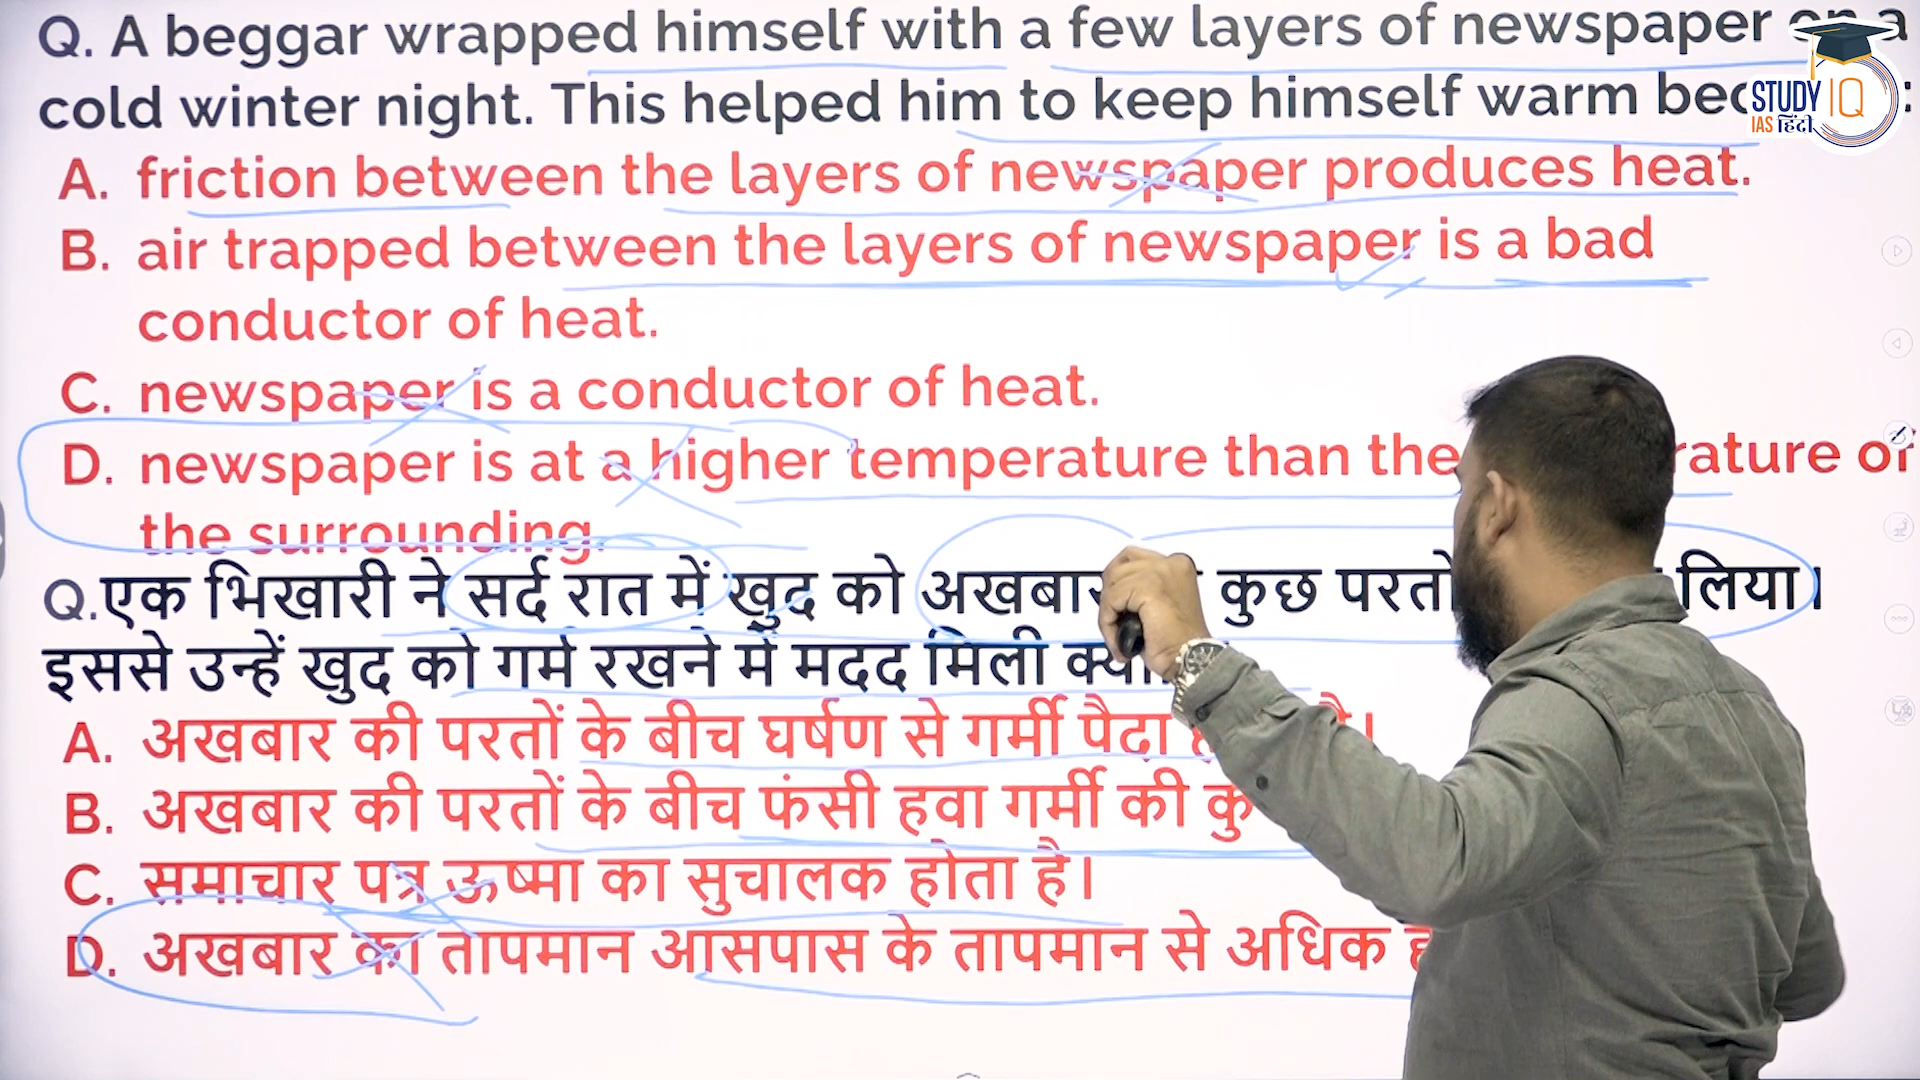 Q. A beggar wrapped himself with a few layers of newspaper on a
cold winter night. This helped him to keep himself warm bec :
STUDY IQ
IAS हिंदी
A. friction between the layers of newspaper produces heat.
B. air trapped between the layers of newspaper is a bad
conductor of heat.
C. newspaper is a conductor of heat.
D. newspaper is at a higher temperature than the rature of
the surrounding.
Q.एक भिखारी ने सर्द रात में खुद को अखबार कुछ परतो लिया।
इससे उन्हें खुद को गर्म रखने में मदद मिली
A. अखबार की परतों के बीच घर्षण से गर्मी पैदा है।
B. अखबार की परतों के बीच फंसी हवा गर्मी की कु
C. समाचार पत्र ऊष्मा का सुचालक होता है।
D. अखबार का तापमान आसपास के तापमान से अधिक